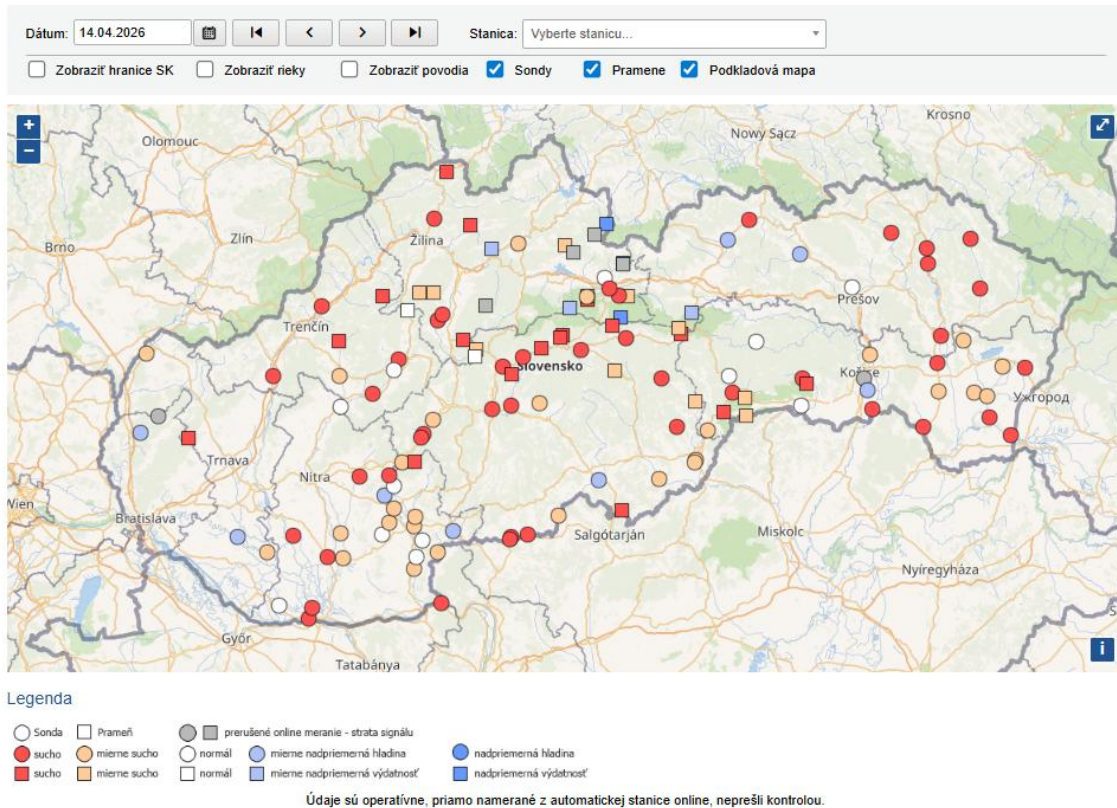 Dátum: 14.04.2026 Stanica: Vyberte stanicu...
Zobraziť hranice SK Zobraziť rieky Zobraziť povodia Sondy Pramene Podkladová mapa
+
−
Krosno
Nowy Sącz
Olomouc
Zlín
Žilina
Brno
Prešov
Trenčín
Slovensko
Košice
Ужгород
Trnava
Nitra
Wien
Bratislava
Salgótarján
Miskolc
Nyíregyháza
Győr
Tatabánya
i
Legenda
Sonda Prameň prerušené online meranie - strata signálu
sucho mierne sucho normál mierne nadpriemerná hladina nadpriemerná hladina
sucho mierne sucho normál mierne nadpriemerná výdatnosť nadpriemerná výdatnosť
Údaje sú operatívne, priamo namerané z automatickej stanice online, neprešli kontrolou.